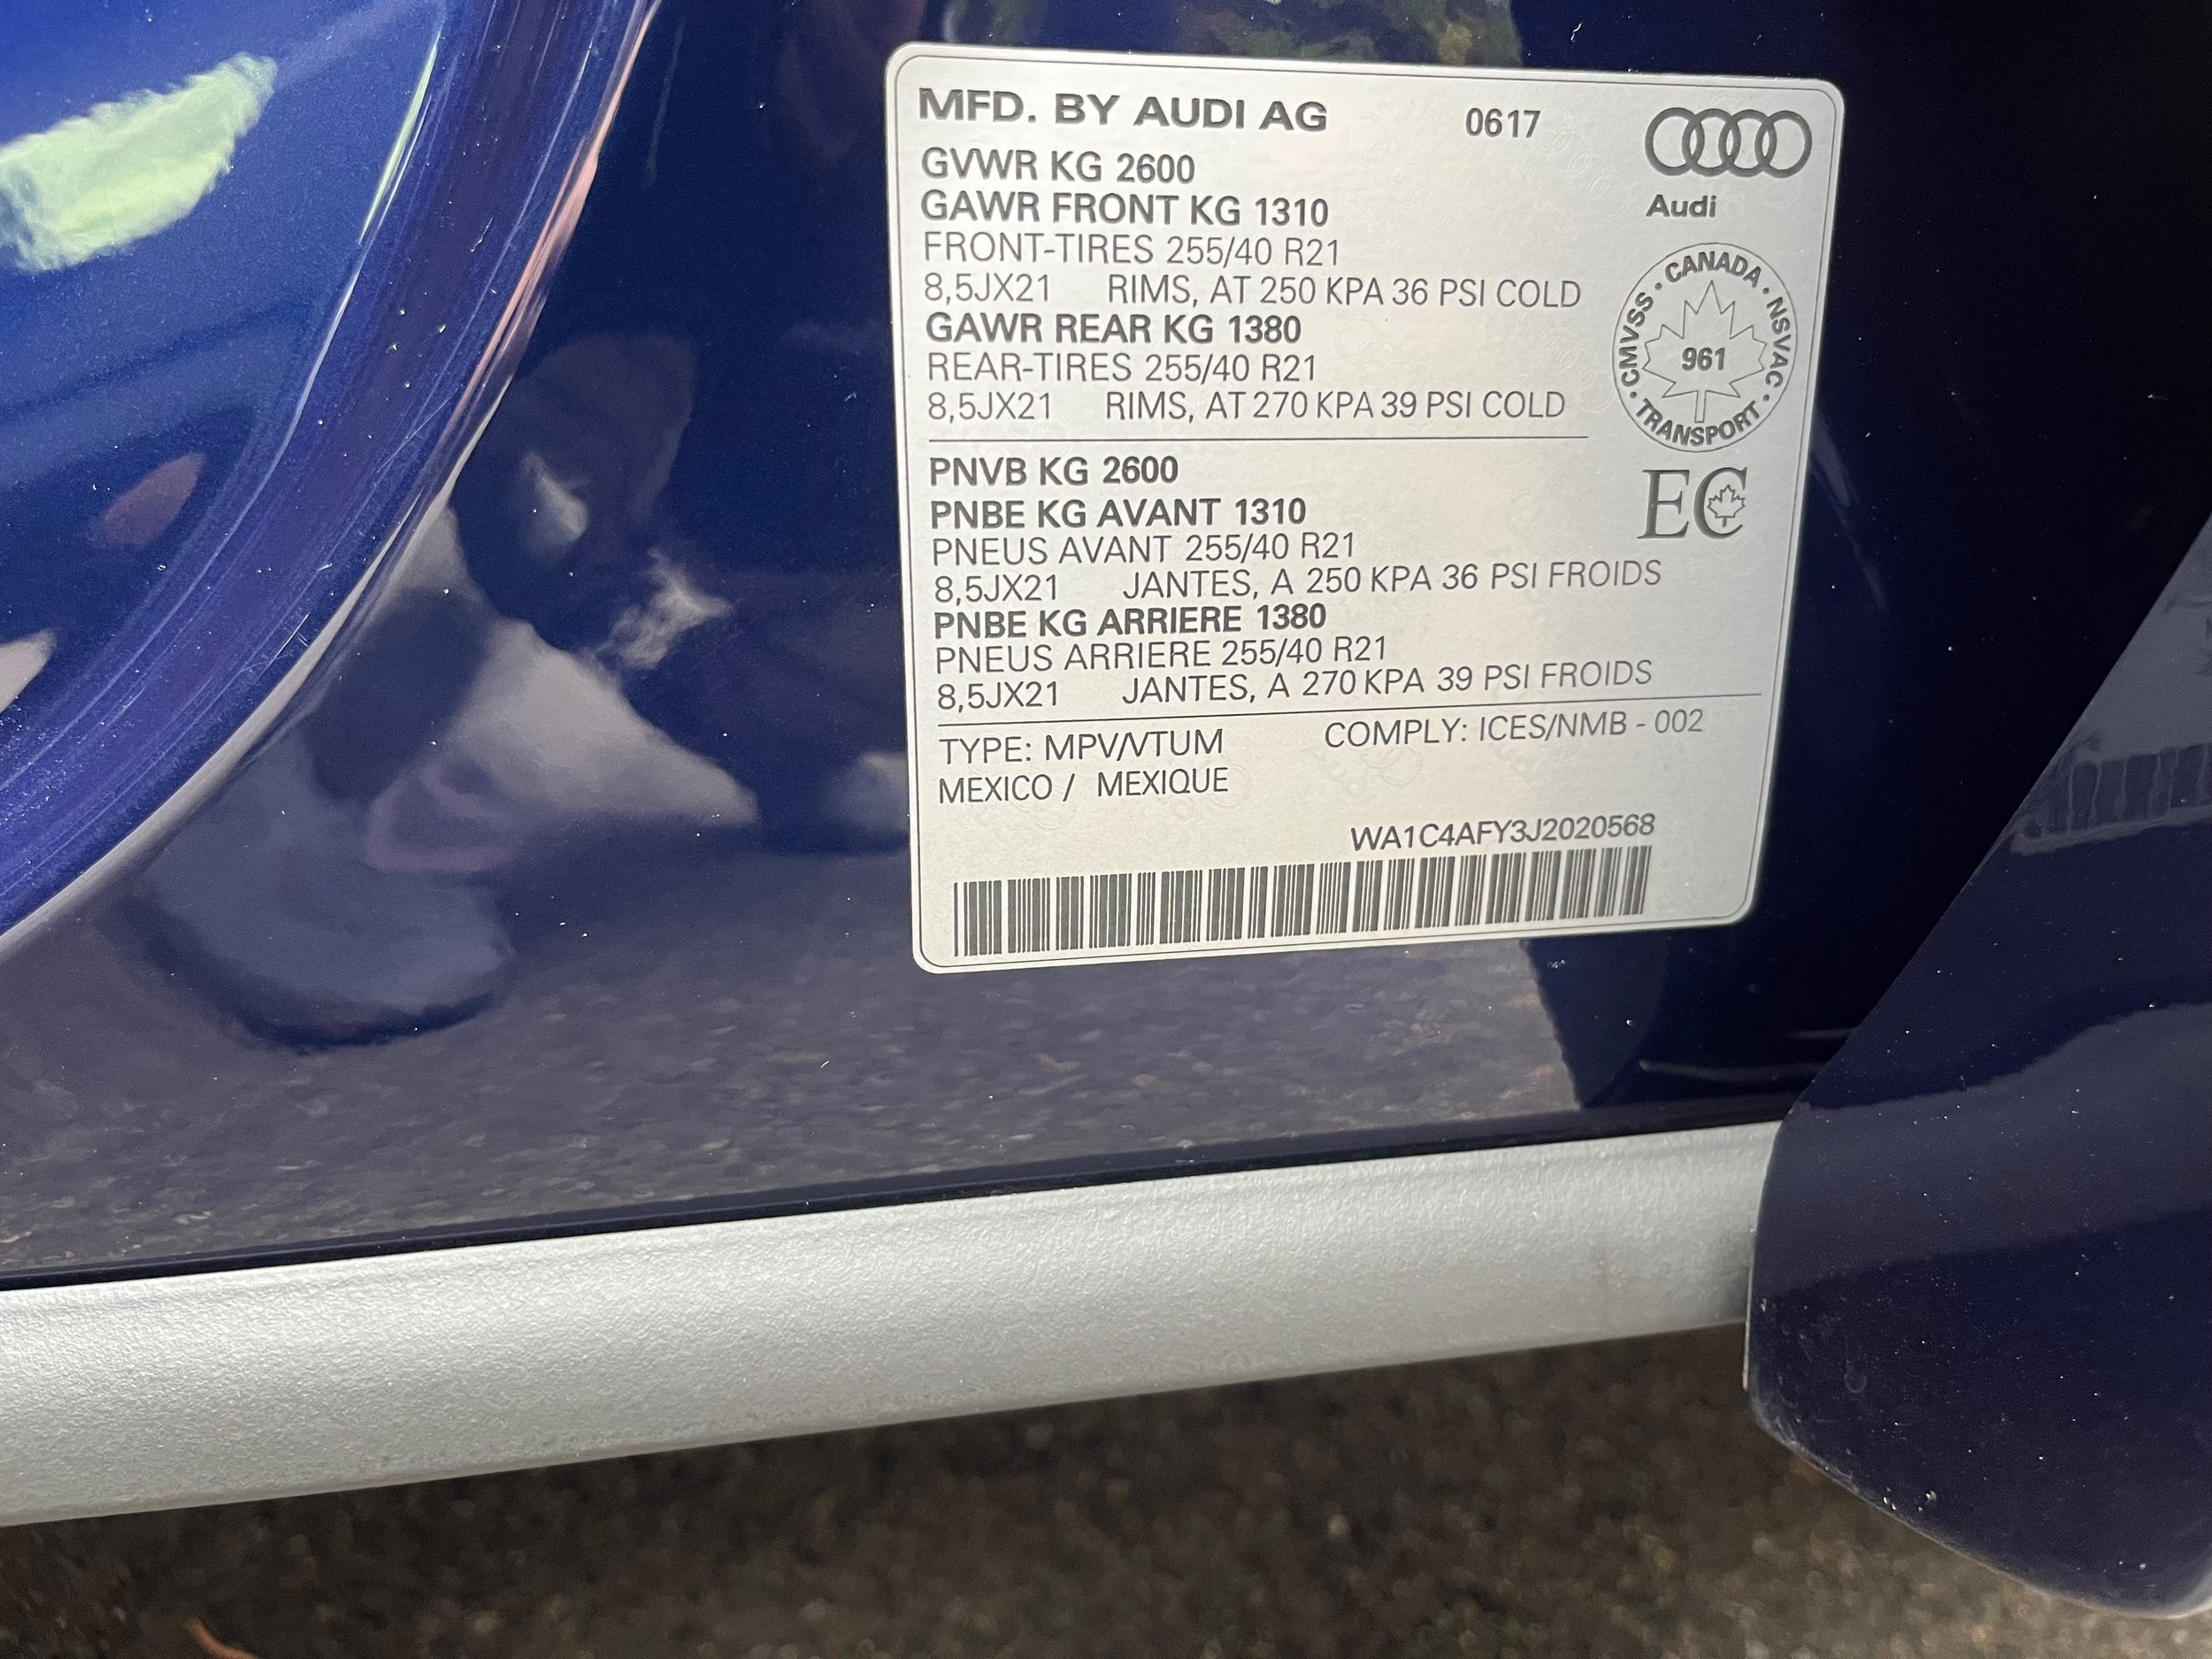 MFD. BY AUDI AG 0617
Audi
GVWR KG 2600
GAWR FRONT KG 1310
FRONT-TIRES 255/40 R21
8,5JX21 RIMS, AT 250 KPA 36 PSI COLD
GAWR REAR KG 1380
REAR-TIRES 255/40 R21
8,5JX21 RIMS, AT 270 KPA 39 PSI COLD
CMVSS · CANADA · NSVAC · TRANSPORT ·
961
EC
PNVB KG 2600
PNBE KG AVANT 1310
PNEUS AVANT 255/40 R21
8,5JX21 JANTES, A 250 KPA 36 PSI FROIDS
PNBE KG ARRIERE 1380
PNEUS ARRIERE 255/40 R21
8,5JX21 JANTES, A 270 KPA 39 PSI FROIDS
TYPE: MPV/VTUM COMPLY: ICES/NMB - 002
MEXICO / MEXIQUE
WA1C4AFY3J2020568